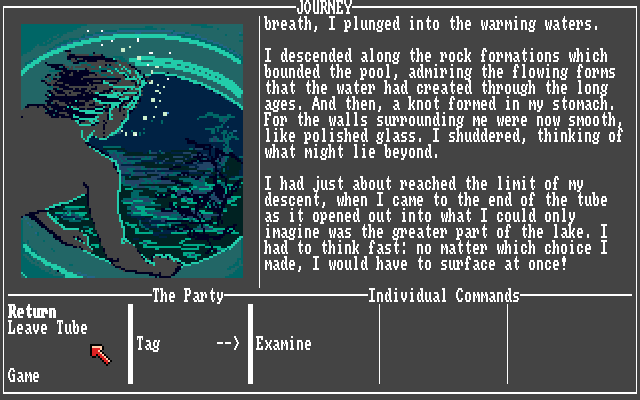 JOURNEY
breath, I plunged into the warming waters.
I descended along the rock formations which
bounded the pool, admiring the flowing forms
that the water had created through the long
ages. And then, a knot formed in my stomach.
For the walls surrounding me were now smooth,
like polished glass. I shuddered, thinking of
what might lie beyond.
I had just about reached the limit of my
descent, when I came to the end of the tube
as it opened out into what I could only
imagine was the greater part of the lake. I
had to think fast: no matter which choice I
made, I would have to surface at once!
The Party Individual Commands
Return
Leave Tube
Tag --> Examine
Game